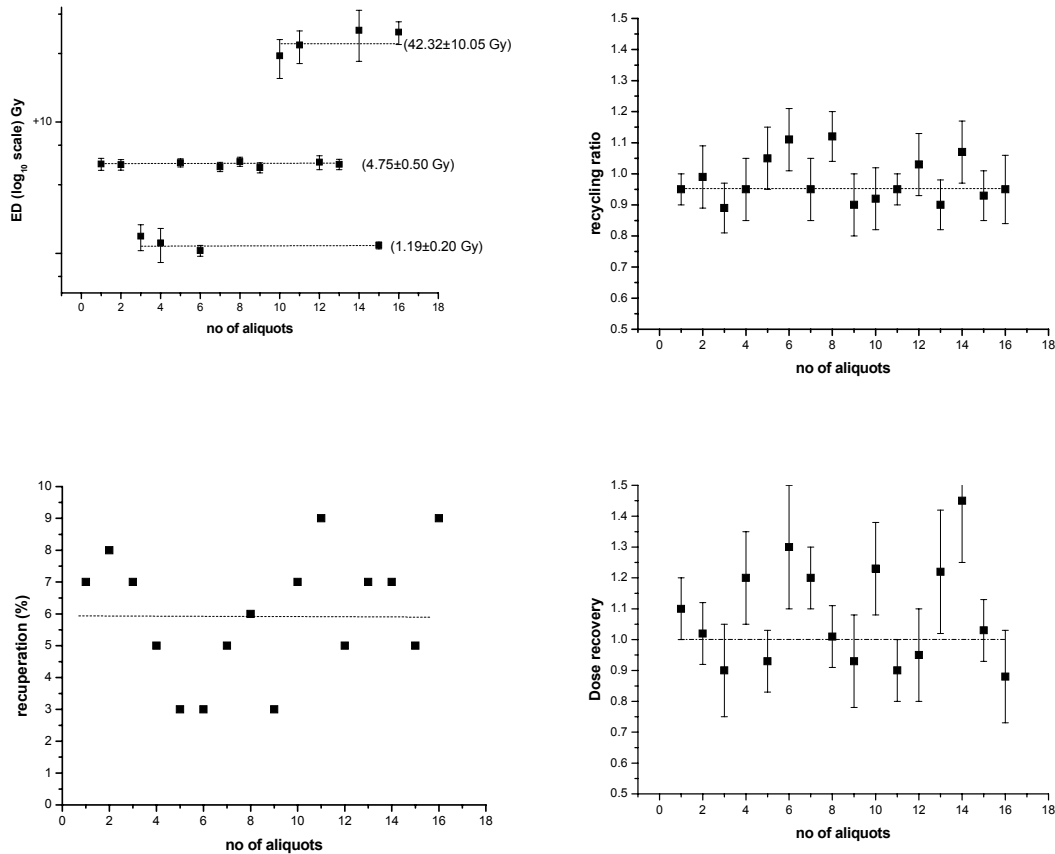 ED (log10 scale) Gy
+10
(42.32±10.05 Gy)
(4.75±0.50 Gy)
(1.19±0.20 Gy)
0 2 4 6 8 10 12 14 16 18
no of aliquots
recycling ratio
1.5
1.4
1.3
1.2
1.1
1.0
0.9
0.8
0.7
0.6
0.5
0 2 4 6 8 10 12 14 16 18
no of aliquots
recuperation (%)
10
9
8
7
6
5
4
3
2
1
0
0 2 4 6 8 10 12 14 16 18
no of aliquots
Dose recovery
1.5
1.4
1.3
1.2
1.1
1.0
0.9
0.8
0.7
0.6
0.5
0 2 4 6 8 10 12 14 16 18
no of aliquots